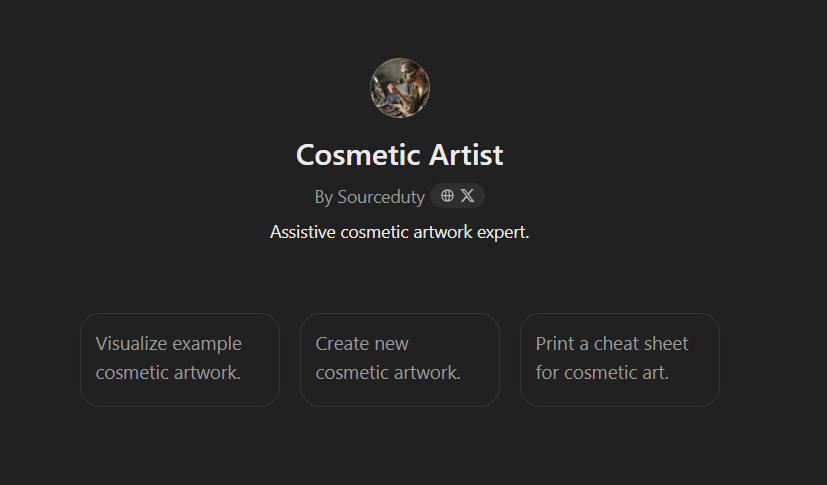 Cosmetic Artist
By Sourceduty
Assistive cosmetic artwork expert.
Visualize example
cosmetic artwork.
Create new
cosmetic artwork.
Print a cheat sheet
for cosmetic art.